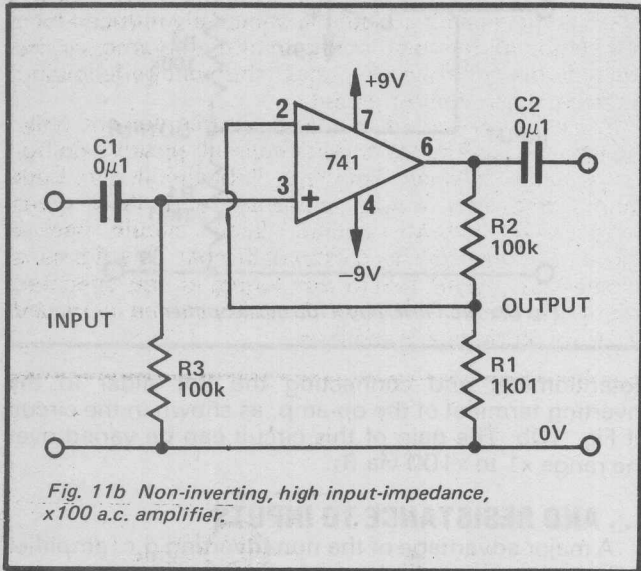 +9V
C2
0µ1
2
7
C1
0µ1
–
741
6
3
+
4
R2
100k
–9V
INPUT
OUTPUT
R3
100k
R1
1k01
0V
Fig. 11b Non-inverting, high input-impedance,
x100 a.c. amplifier.